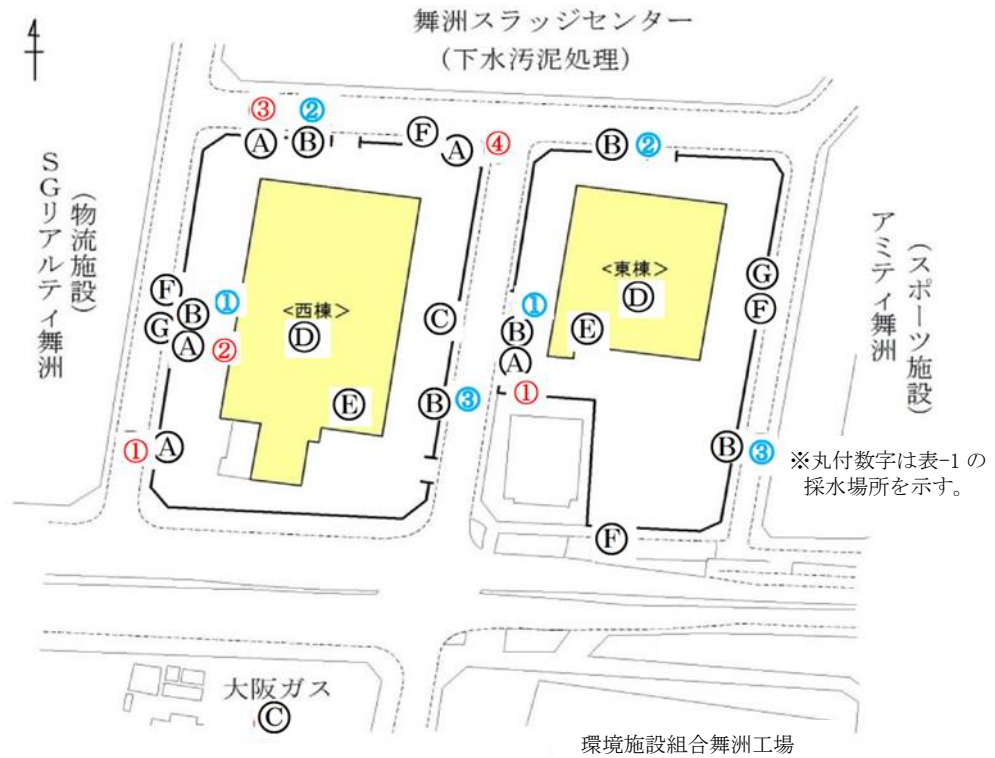 舞洲スラッジセンター
(下水汚泥処理)
③
②
Ⓐ
Ⓑ
Ⓕ
Ⓐ
④
Ⓑ
②
SGリアルティ舞洲
(物流施設)
Ⓕ
Ⓑ
①
Ⓖ
Ⓐ
②
①
Ⓐ
<西棟>
Ⓓ
Ⓔ
Ⓒ
Ⓑ
③
①
Ⓑ
Ⓐ
①
<東棟>
Ⓓ
Ⓔ
Ⓖ
Ⓕ
Ⓑ
③
Ⓕ
アミティ舞洲
(スポーツ施設)
※丸付数字は表-1の
採水場所を示す。
大阪ガス
Ⓒ
環境施設組合舞洲工場